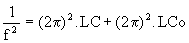 1/f² = (2π)².LC + (2π)².LCo